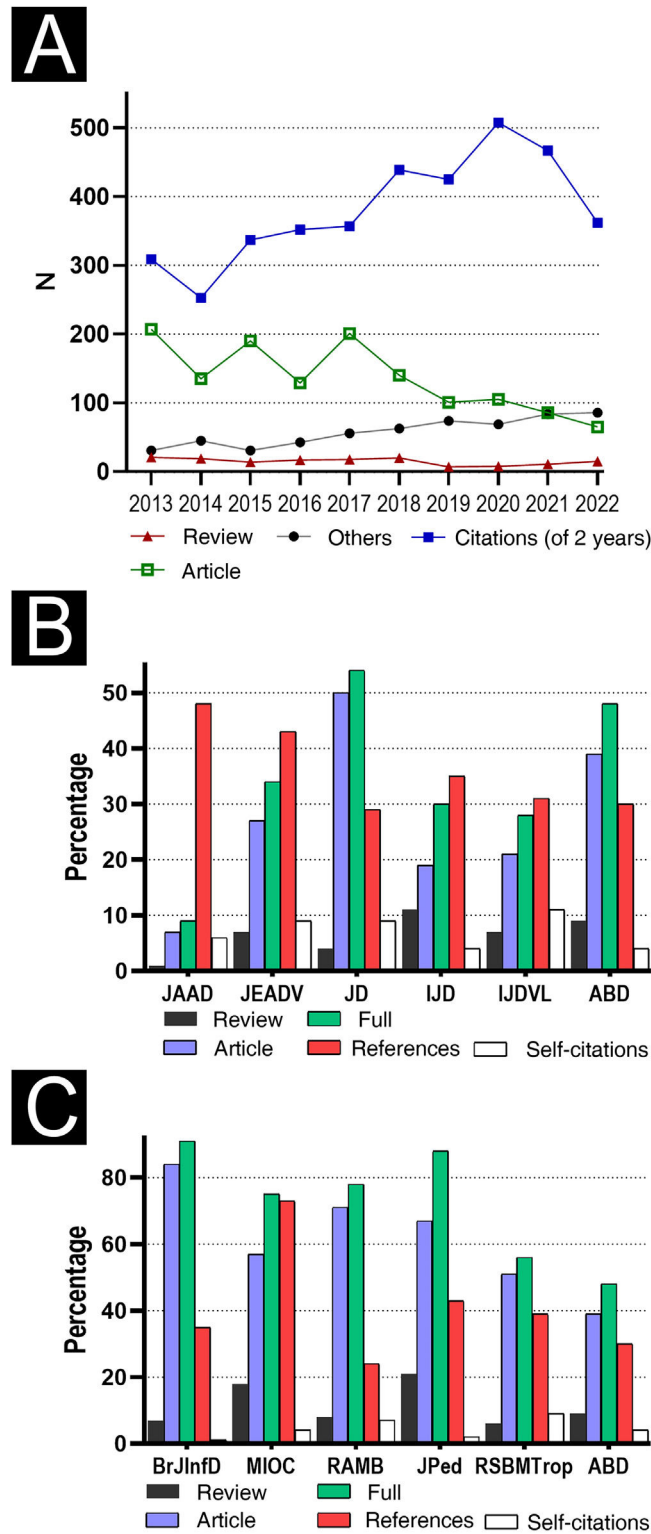 A
500
400
300
200
100
0
N
2013 2014 2015 2016 2017 2018 2019 2020 2021 2022
Review Others Citations (of 2 years)
Article
B
50
40
30
20
10
0
Percentage
JAAD JEADV JD IJD IJDVL ABD
Review Full
Article References Self-citations
C
80
60
40
20
0
Percentage
BrJInfD MIOC RAMB JPed RSBMTrop ABD
Review Full
Article References Self-citations